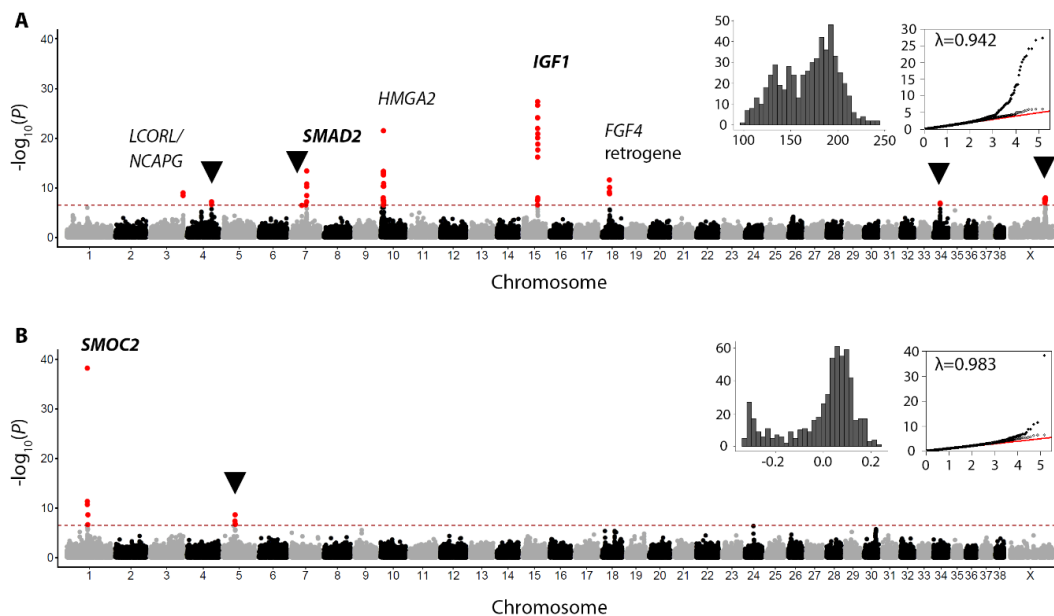 A
40
30
20
10
0
-log10(P)
LCORL/
NCAPG
SMAD2
HMGA2
IGF1
FGF4
retrogene
50
40
30
20
10
0
100 150 200 250
λ=0.942
30
25
20
15
10
5
0
0 1 2 3 4 5
1 2 3 4 5 6 7 8 9 10 11 12 13 14 15 16 17 18 19 20 21 22 23 24 25 26 27 28 29 30 31 32 33 34 35 36 37 38 X
Chromosome
B
SMOC2
40
30
20
10
0
-log10(P)
60
50
40
30
20
10
0
-0.2 0.0 0.2
λ=0.983
40
30
20
10
0
0 1 2 3 4 5
1 2 3 4 5 6 7 8 9 10 11 12 13 14 15 16 17 18 19 20 21 22 23 24 25 26 27 28 29 30 31 32 33 34 35 36 37 38 X
Chromosome